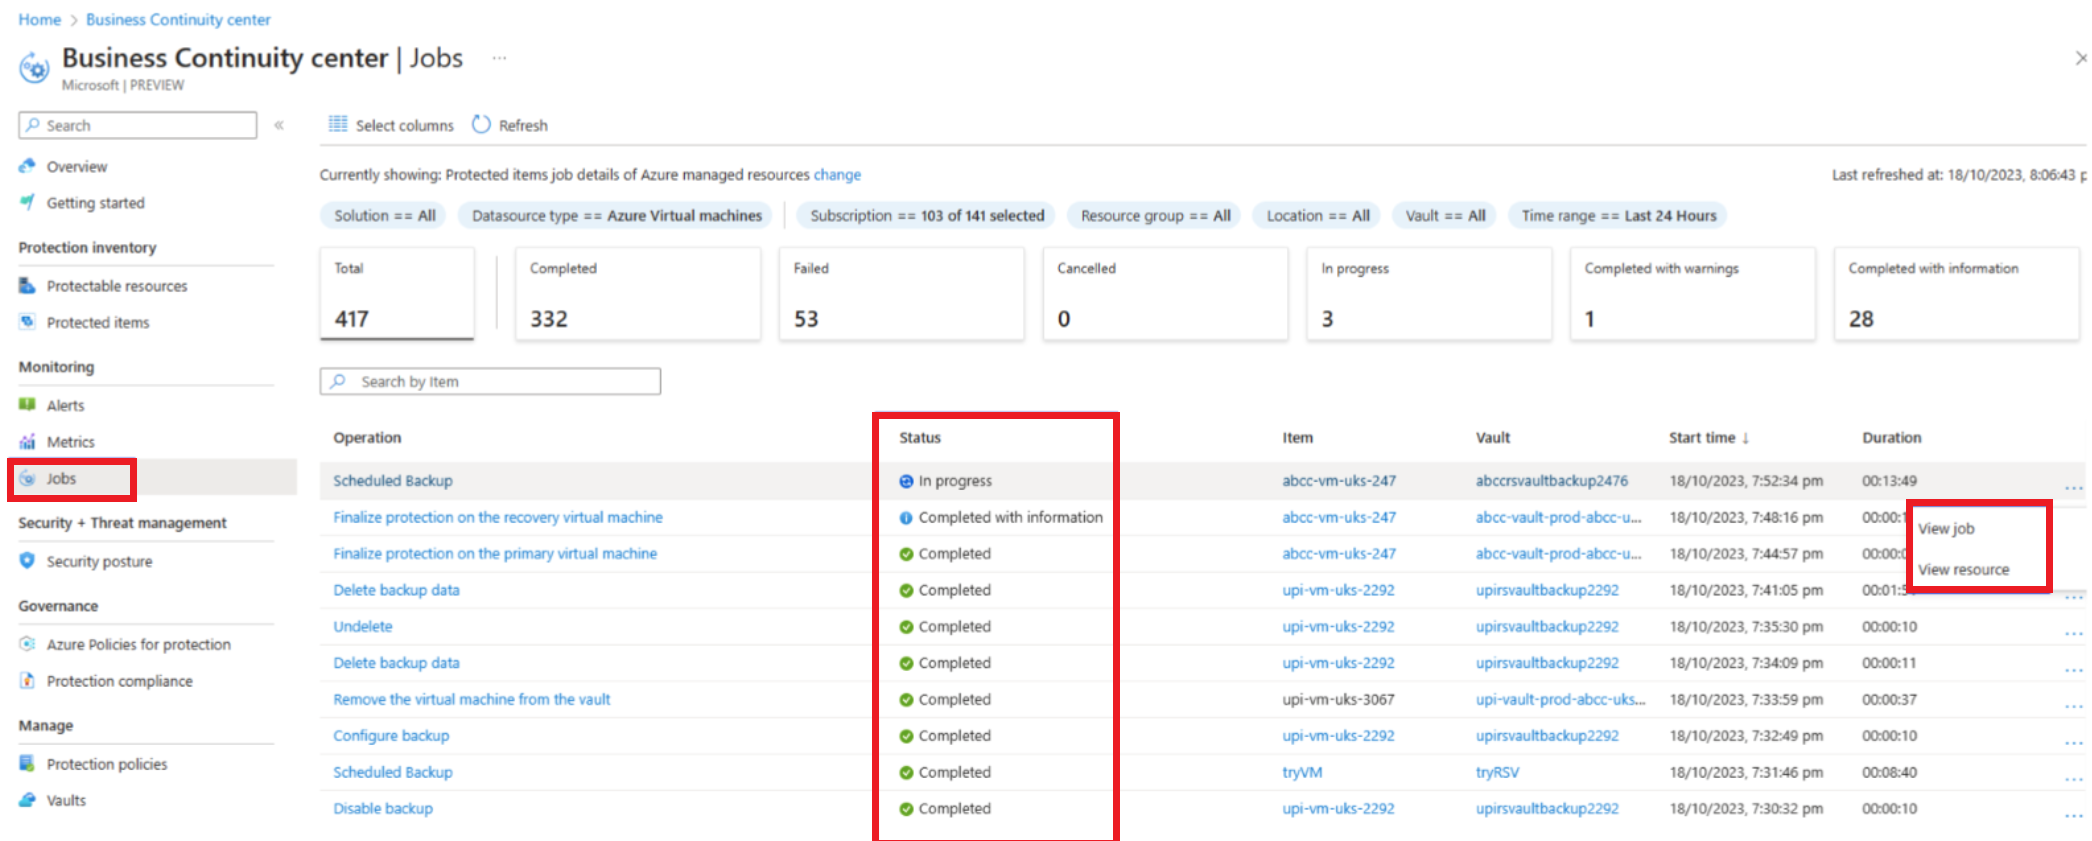 Home > Business Continuity center
Business Continuity center | Jobs ...
Microsoft | PREVIEW
Search «
Select columns Refresh
Overview
Getting started
Protection inventory
Protectable resources
Protected items
Monitoring
Alerts
Metrics
Jobs
Security + Threat management
Security posture
Governance
Azure Policies for protection
Protection compliance
Manage
Protection policies
Vaults
Currently showing: Protected items job details of Azure managed resources change
Last refreshed at: 18/10/2023, 8:06:43 p
Solution == All Datasource type == Azure Virtual machines Subscription == 103 of 141 selected Resource group == All Location == All Vault == All Time range == Last 24 Hours
Total Completed Failed Cancelled In progress Completed with warnings Completed with information
417 332 53 0 3 1 28
Search by Item
Operation Status Item Vault Start time ↓ Duration
Scheduled Backup In progress abcc-vm-uks-247 abccrsvaultbackup2476 18/10/2023, 7:52:34 pm 00:13:49 ...
Finalize protection on the recovery virtual machine Completed with information abcc-vm-uks-247 abcc-vault-prod-abcc-u... 18/10/2023, 7:48:16 pm 00:00:1
View job
Finalize protection on the primary virtual machine Completed abcc-vm-uks-247 abcc-vault-prod-abcc-u... 18/10/2023, 7:44:57 pm
View resource
Delete backup data Completed upi-vm-uks-2292 upirsvaultbackup2292 18/10/2023, 7:41:05 pm ...
Undelete Completed upi-vm-uks-2292 upirsvaultbackup2292 18/10/2023, 7:35:30 pm 00:00:10 ...
Delete backup data Completed upi-vm-uks-2292 upirsvaultbackup2292 18/10/2023, 7:34:09 pm 00:00:11 ...
Remove the virtual machine from the vault Completed upi-vm-uks-3067 upi-vault-prod-abcc-uks... 18/10/2023, 7:33:59 pm 00:00:37 ...
Configure backup Completed upi-vm-uks-2292 upirsvaultbackup2292 18/10/2023, 7:32:49 pm 00:00:10 ...
Scheduled Backup Completed tryVM tryRSV 18/10/2023, 7:31:46 pm 00:08:40 ...
Disable backup Completed upi-vm-uks-2292 upirsvaultbackup2292 18/10/2023, 7:30:32 pm 00:00:10 ...